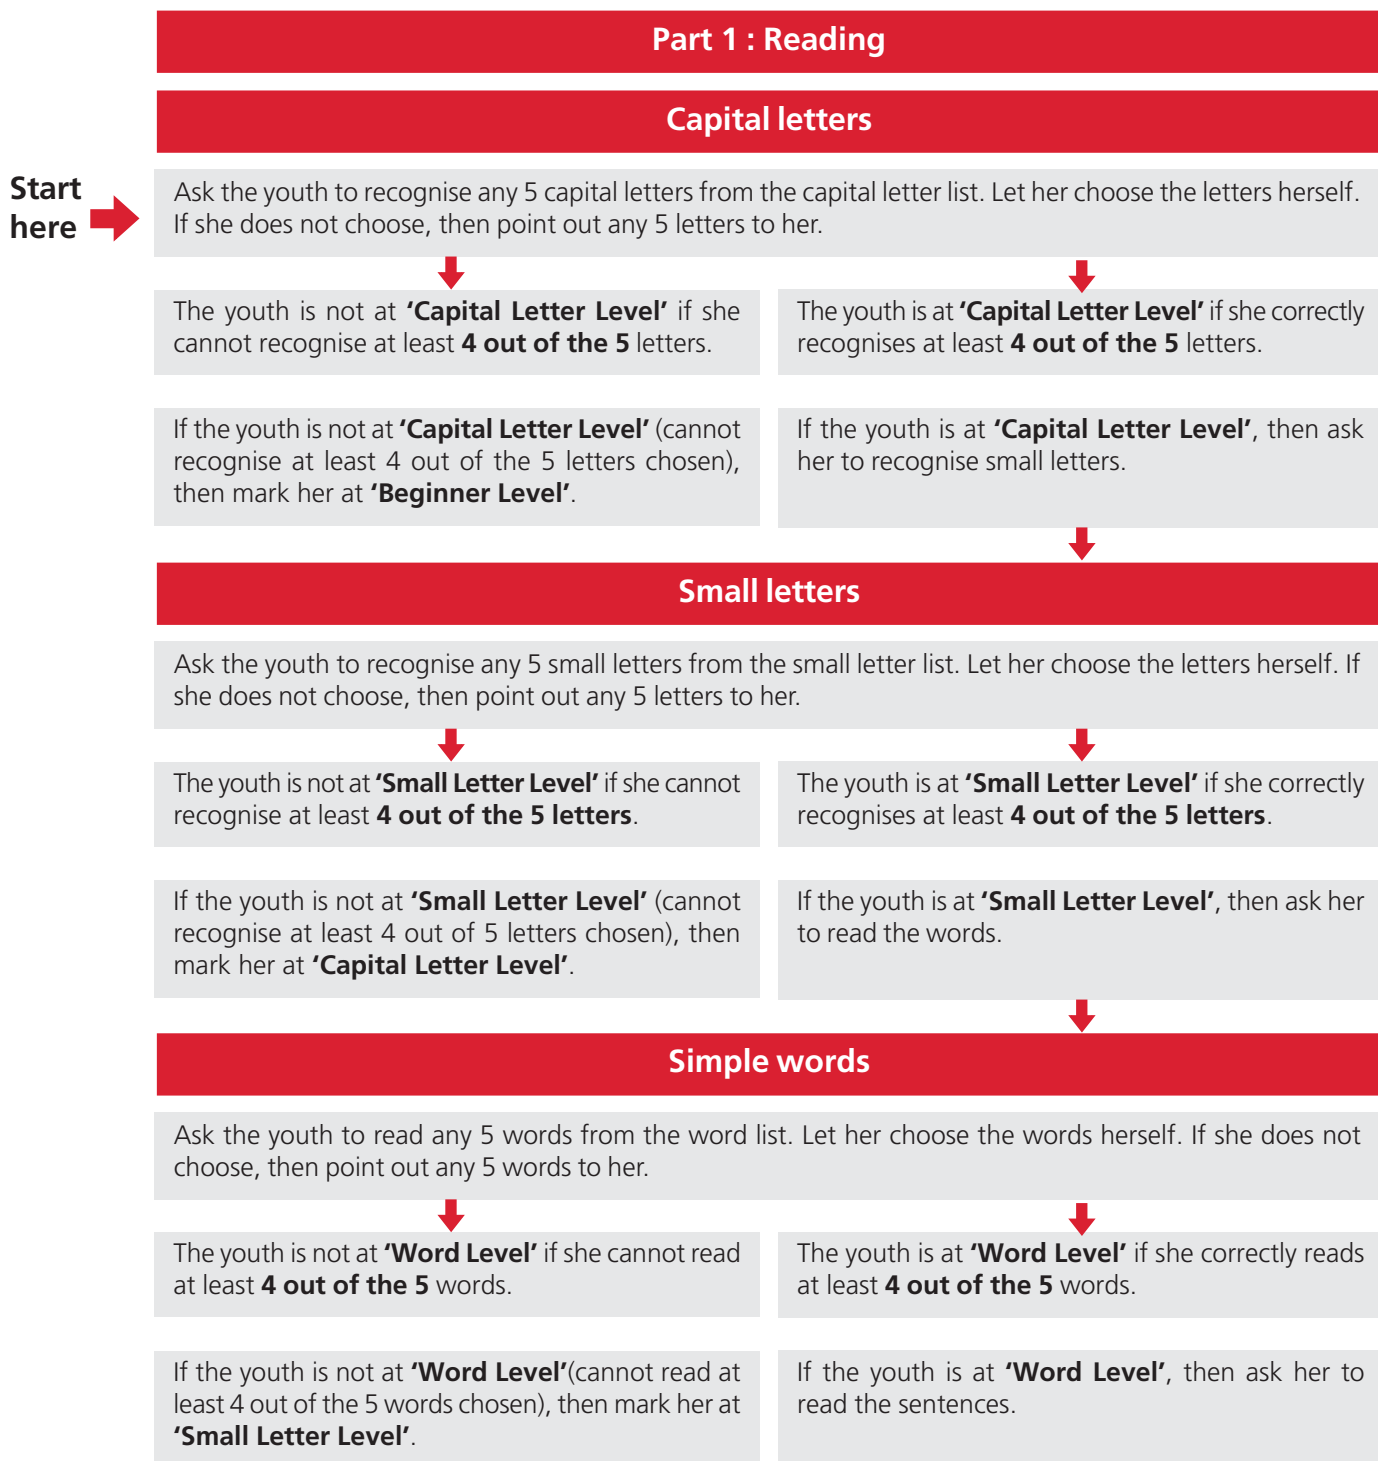 Part 1 : Reading
Capital letters
Start
here
Ask the youth to recognise any 5 capital letters from the capital letter list. Let her choose the letters herself.
If she does not choose, then point out any 5 letters to her.
The youth is not at ‘Capital Letter Level’ if she
cannot recognise at least 4 out of the 5 letters.
The youth is at ‘Capital Letter Level’ if she correctly
recognises at least 4 out of the 5 letters.
If the youth is not at ‘Capital Letter Level’ (cannot
recognise at least 4 out of the 5 letters chosen),
then mark her at ‘Beginner Level’.
If the youth is at ‘Capital Letter Level’, then ask
her to recognise small letters.
Small letters
Ask the youth to recognise any 5 small letters from the small letter list. Let her choose the letters herself. If
she does not choose, then point out any 5 letters to her.
The youth is not at ‘Small Letter Level’ if she cannot
recognise at least 4 out of the 5 letters.
The youth is at ‘Small Letter Level’ if she correctly
recognises at least 4 out of the 5 letters.
If the youth is not at ‘Small Letter Level’ (cannot
recognise at least 4 out of 5 letters chosen), then
mark her at ‘Capital Letter Level’.
If the youth is at ‘Small Letter Level’, then ask her
to read the words.
Simple words
Ask the youth to read any 5 words from the word list. Let her choose the words herself. If she does not
choose, then point out any 5 words to her.
The youth is not at ‘Word Level’ if she cannot read
at least 4 out of the 5 words.
The youth is at ‘Word Level’ if she correctly reads
at least 4 out of the 5 words.
If the youth is not at ‘Word Level’(cannot read at
least 4 out of the 5 words chosen), then mark her at
‘Small Letter Level’.
If the youth is at ‘Word Level’, then ask her to
read the sentences.